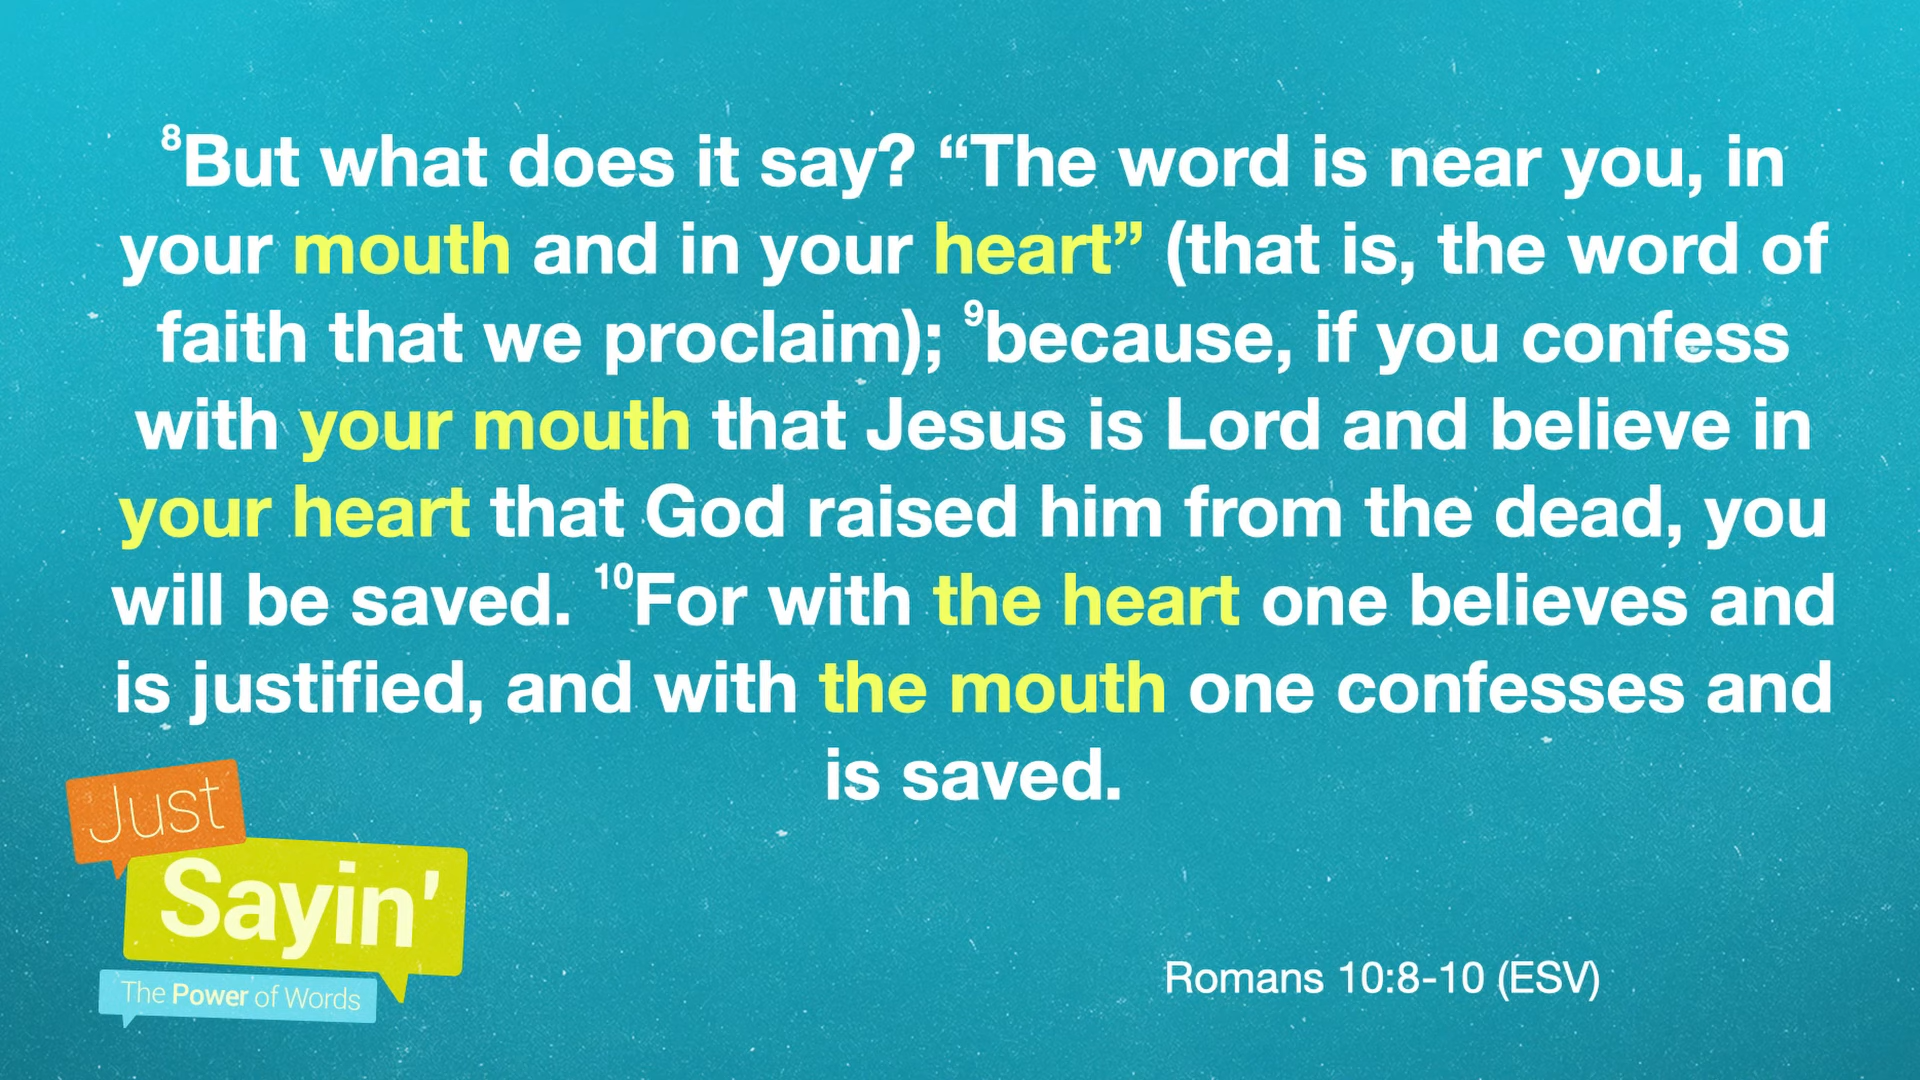 ⁸But what does it say? “The word is near you, in
your mouth and in your heart” (that is, the word of
faith that we proclaim); ⁹because, if you confess
with your mouth that Jesus is Lord and believe in
your heart that God raised him from the dead, you
will be saved. ¹⁰For with the heart one believes and
is justified, and with the mouth one confesses and
is saved.
Just
Sayin’
The Power of Words
Romans 10:8-10 (ESV)